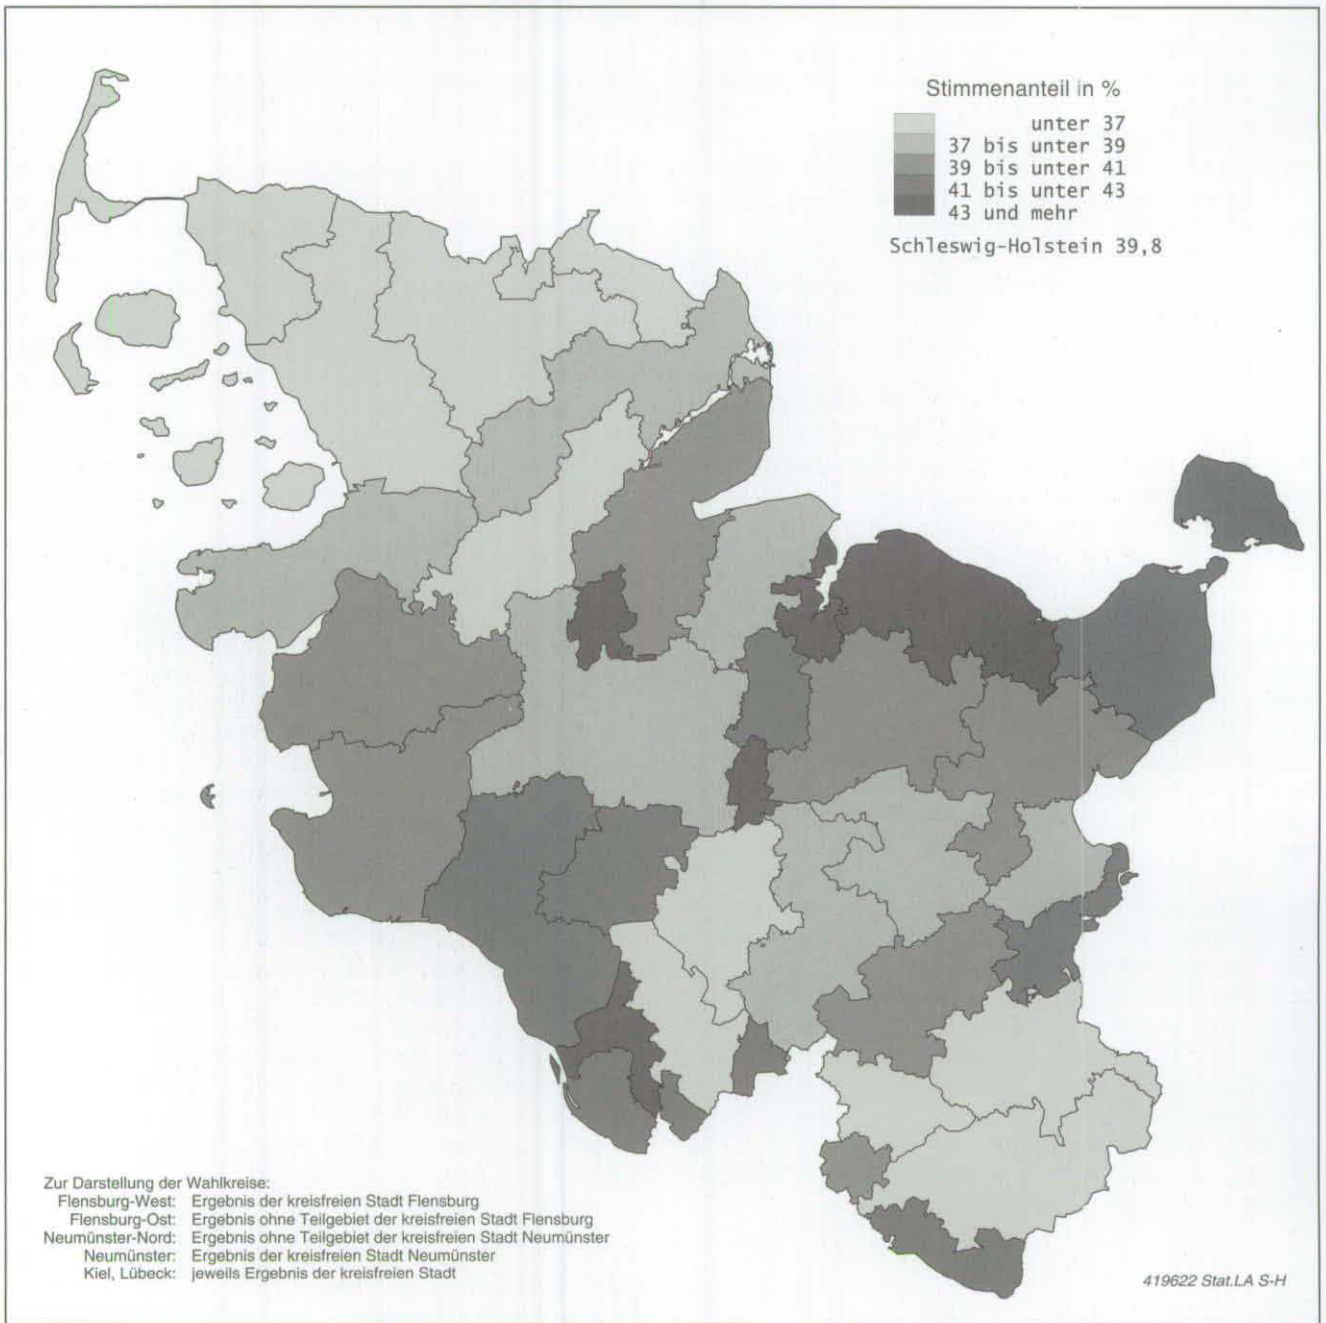 Stimmenanteil in %
unter 37
37 bis unter 39
39 bis unter 41
41 bis unter 43
43 und mehr
Schleswig-Holstein 39,8
Zur Darstellung der Wahlkreise:
Flensburg-West: Ergebnis der kreisfreien Stadt Flensburg
Flensburg-Ost: Ergebnis ohne Teilgebiet der kreisfreien Stadt Flensburg
Neumünster-Nord: Ergebnis ohne Teilgebiet der kreisfreien Stadt Neumünster
Neumünster: Ergebnis der kreisfreien Stadt Neumünster
Kiel, Lübeck: jeweils Ergebnis der kreisfreien Stadt
419622 Stat.LA S-H